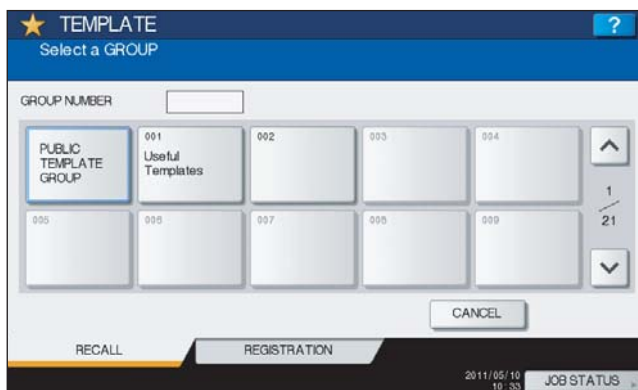 TEMPLATE
?
Select a GROUP
GROUP NUMBER
PUBLIC
TEMPLATE
GROUP
001
Useful
Templates
002
003
004
1
21
005
006
007
008
009
CANCEL
RECALL
REGISTRATION
2011/05/10
10:33
JOB STATUS